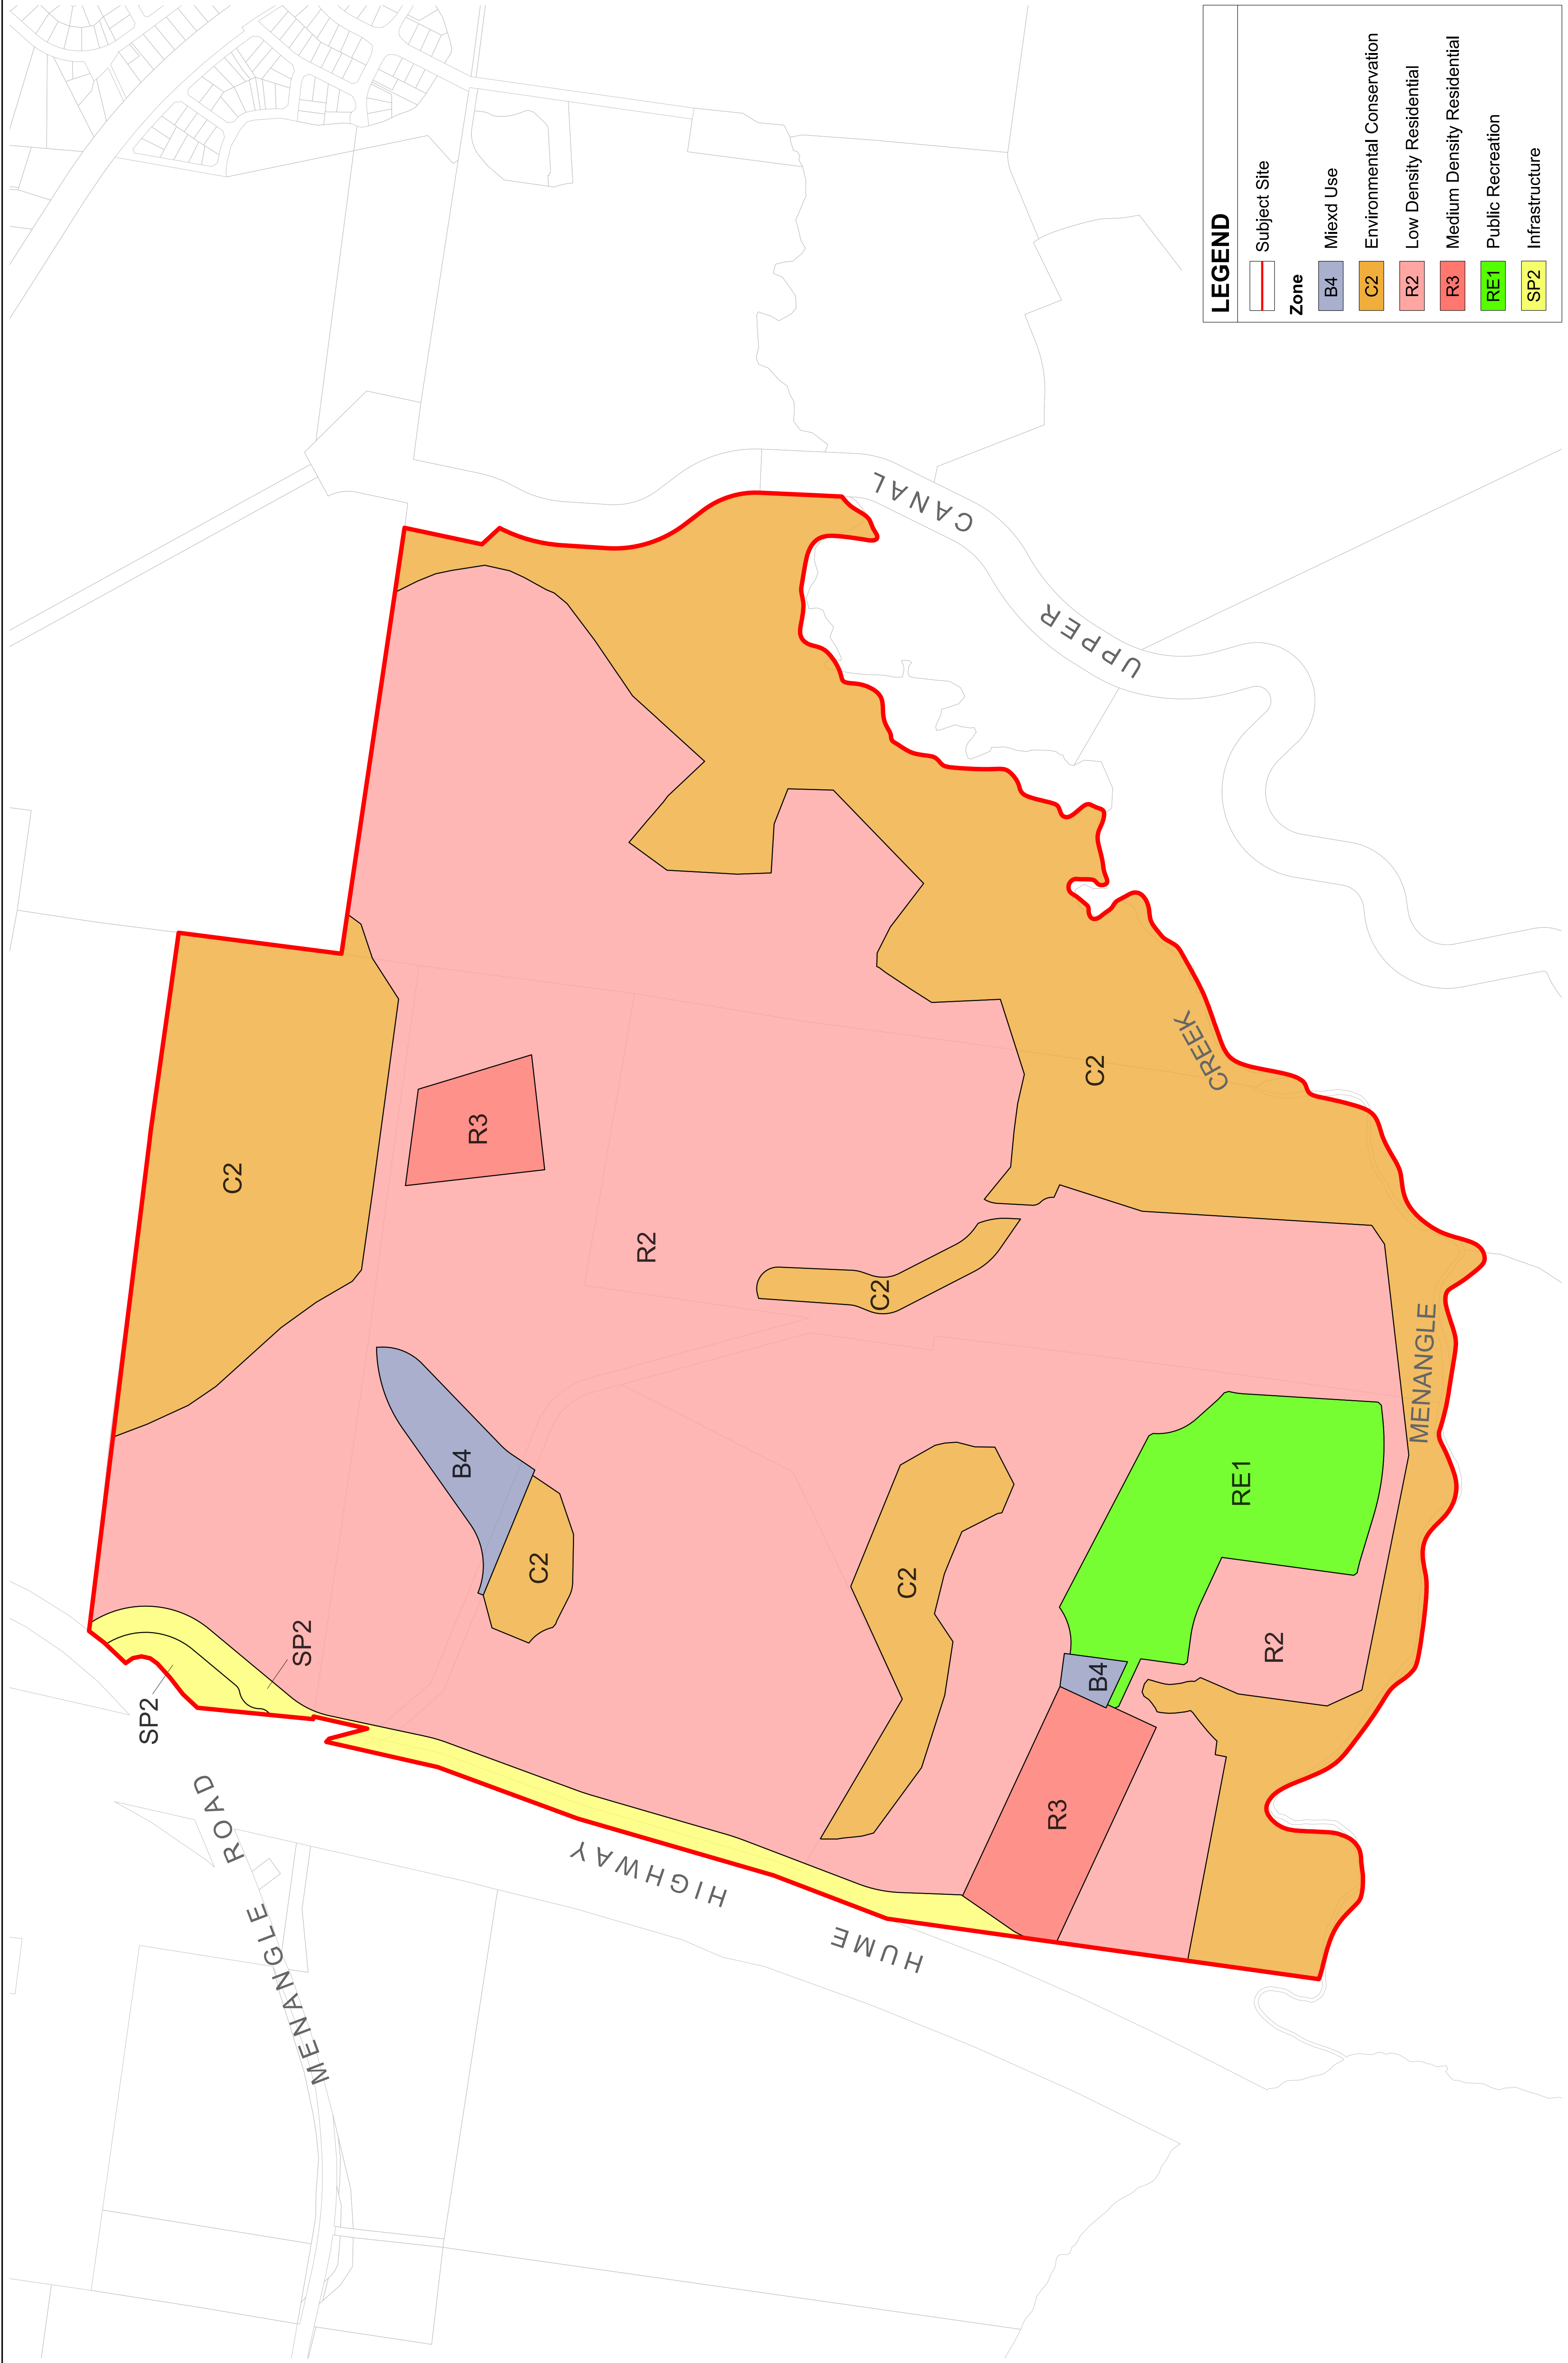 LEGEND
Subject Site
Zone
B4 Miexd Use
C2 Environmental Conservation
R2 Low Density Residential
R3 Medium Density Residential
RE1 Public Recreation
SP2 Infrastructure
MENANGLE ROAD
HUME HIGHWAY
UPPER CANAL
MENANGLE CREEK
SP2
SP2
C2
R3
R2
B4
C2
C2
C2
C2
RE1
R2
B4
R3